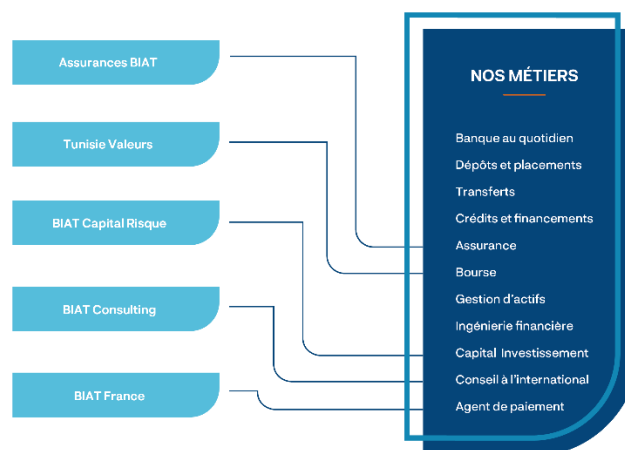 Assurances BIAT
Tunisie Valeurs
BIAT Capital Risque
BIAT Consulting
BIAT France
NOS MÉTIERS
Banque au quotidien
Dépôts et placements
Transferts
Crédits et financements
Assurance
Bourse
Gestion d'actifs
Ingénierie financière
Capital Investissement
Conseil à l'international
Agent de paiement